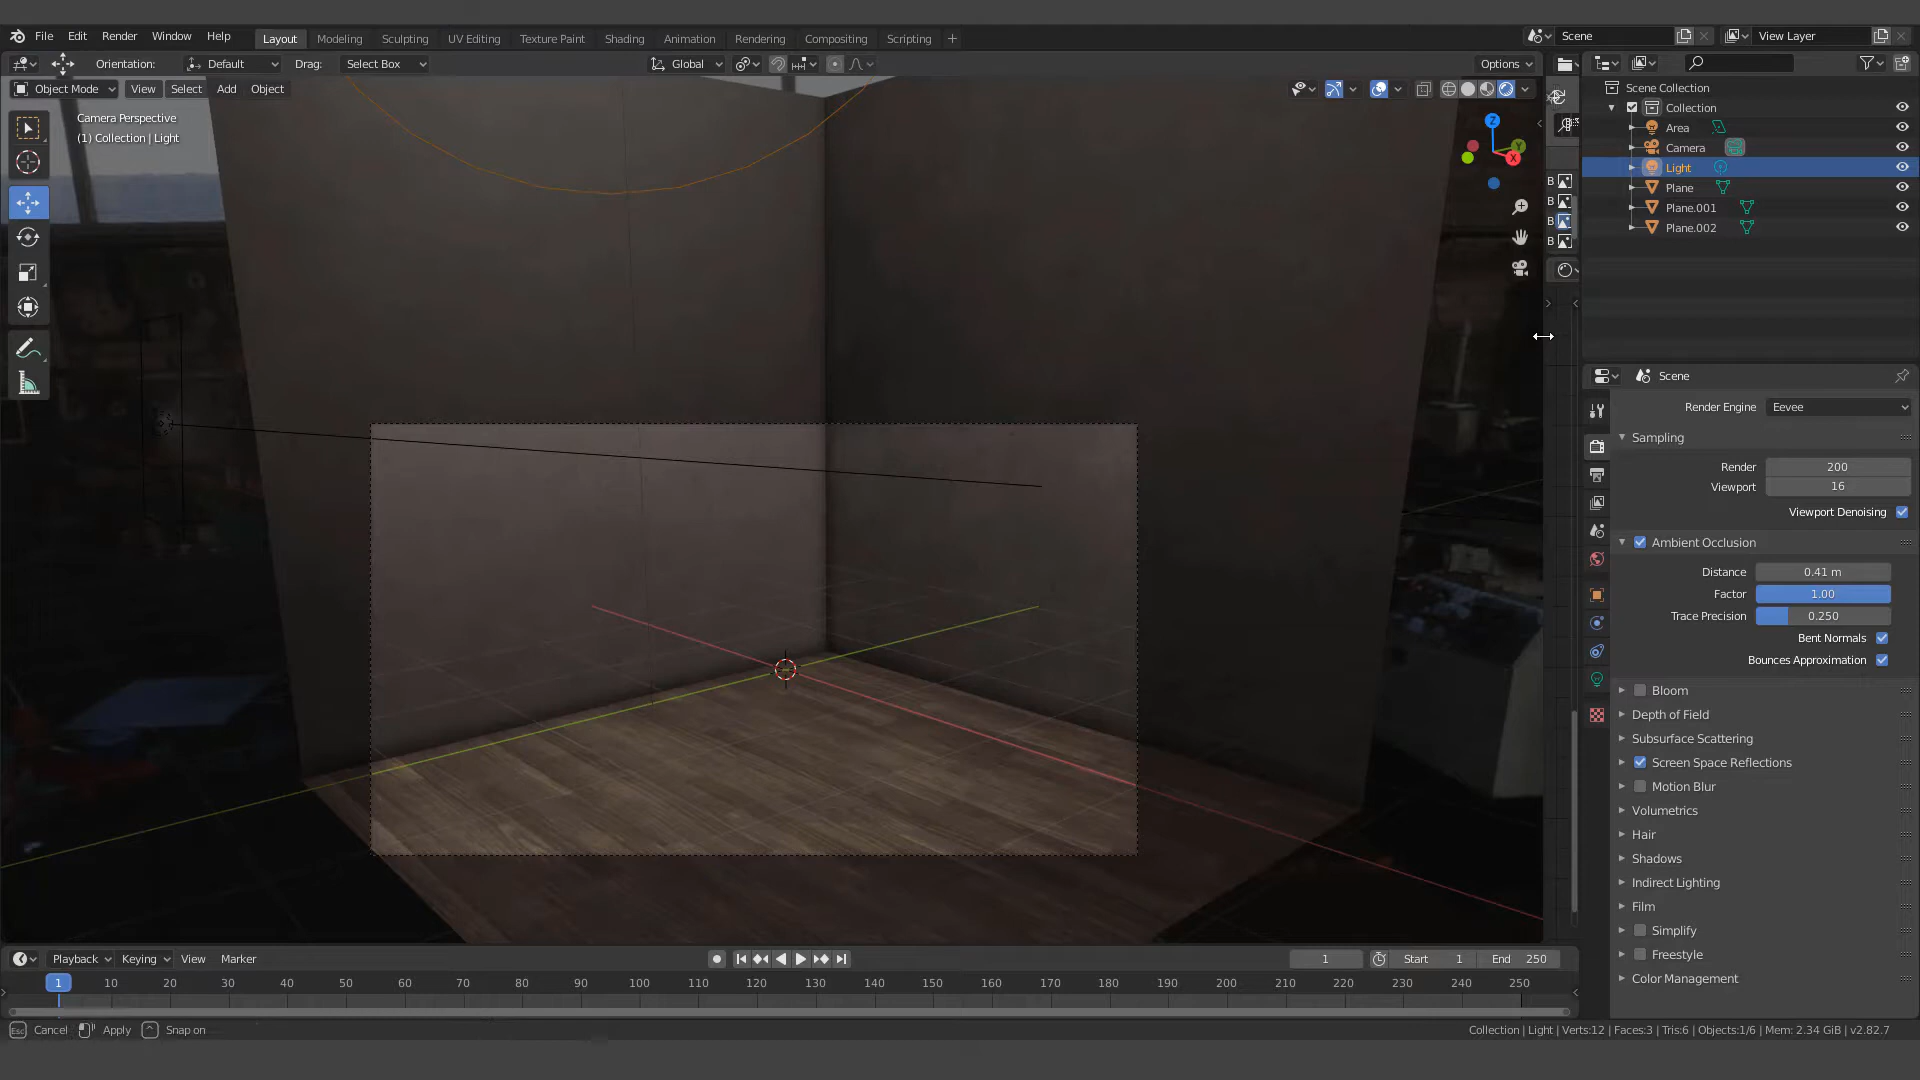 File Edit Render Window Help Layout Modeling Sculpting UV Editing Texture Paint Shading Animation Rendering Compositing Scripting + Scene View Layer
Orientation: Default Drag: Select Box Global Options
Object Mode View Select Add Object
Camera Perspective
(1) Collection | Light
Z
Y
X
B
B
B
B
Scene Collection
Collection
Area
Camera
Light
Plane
Plane.001
Plane.002
Scene
Render Engine Eevee
Sampling
Render 200
Viewport 16
Viewport Denoising
Ambient Occlusion
Distance 0.41 m
Factor 1.00
Trace Precision 0.250
Bent Normals
Bounces Approximation
Bloom
Depth of Field
Subsurface Scattering
Screen Space Reflections
Motion Blur
Volumetrics
Hair
Shadows
Indirect Lighting
Film
Simplify
Freestyle
Color Management
Playback Keying View Marker 1 Start 1 End 250
1 10 20 30 40 50 60 70 80 90 100 110 120 130 140 150 160 170 180 190 200 210 220 230 240 250
Esc Cancel Apply ^ Snap on Collection | Light | Verts:12 | Faces:3 | Tris:6 | Objects:1/6 | Mem: 2.34 GiB | v2.82.7